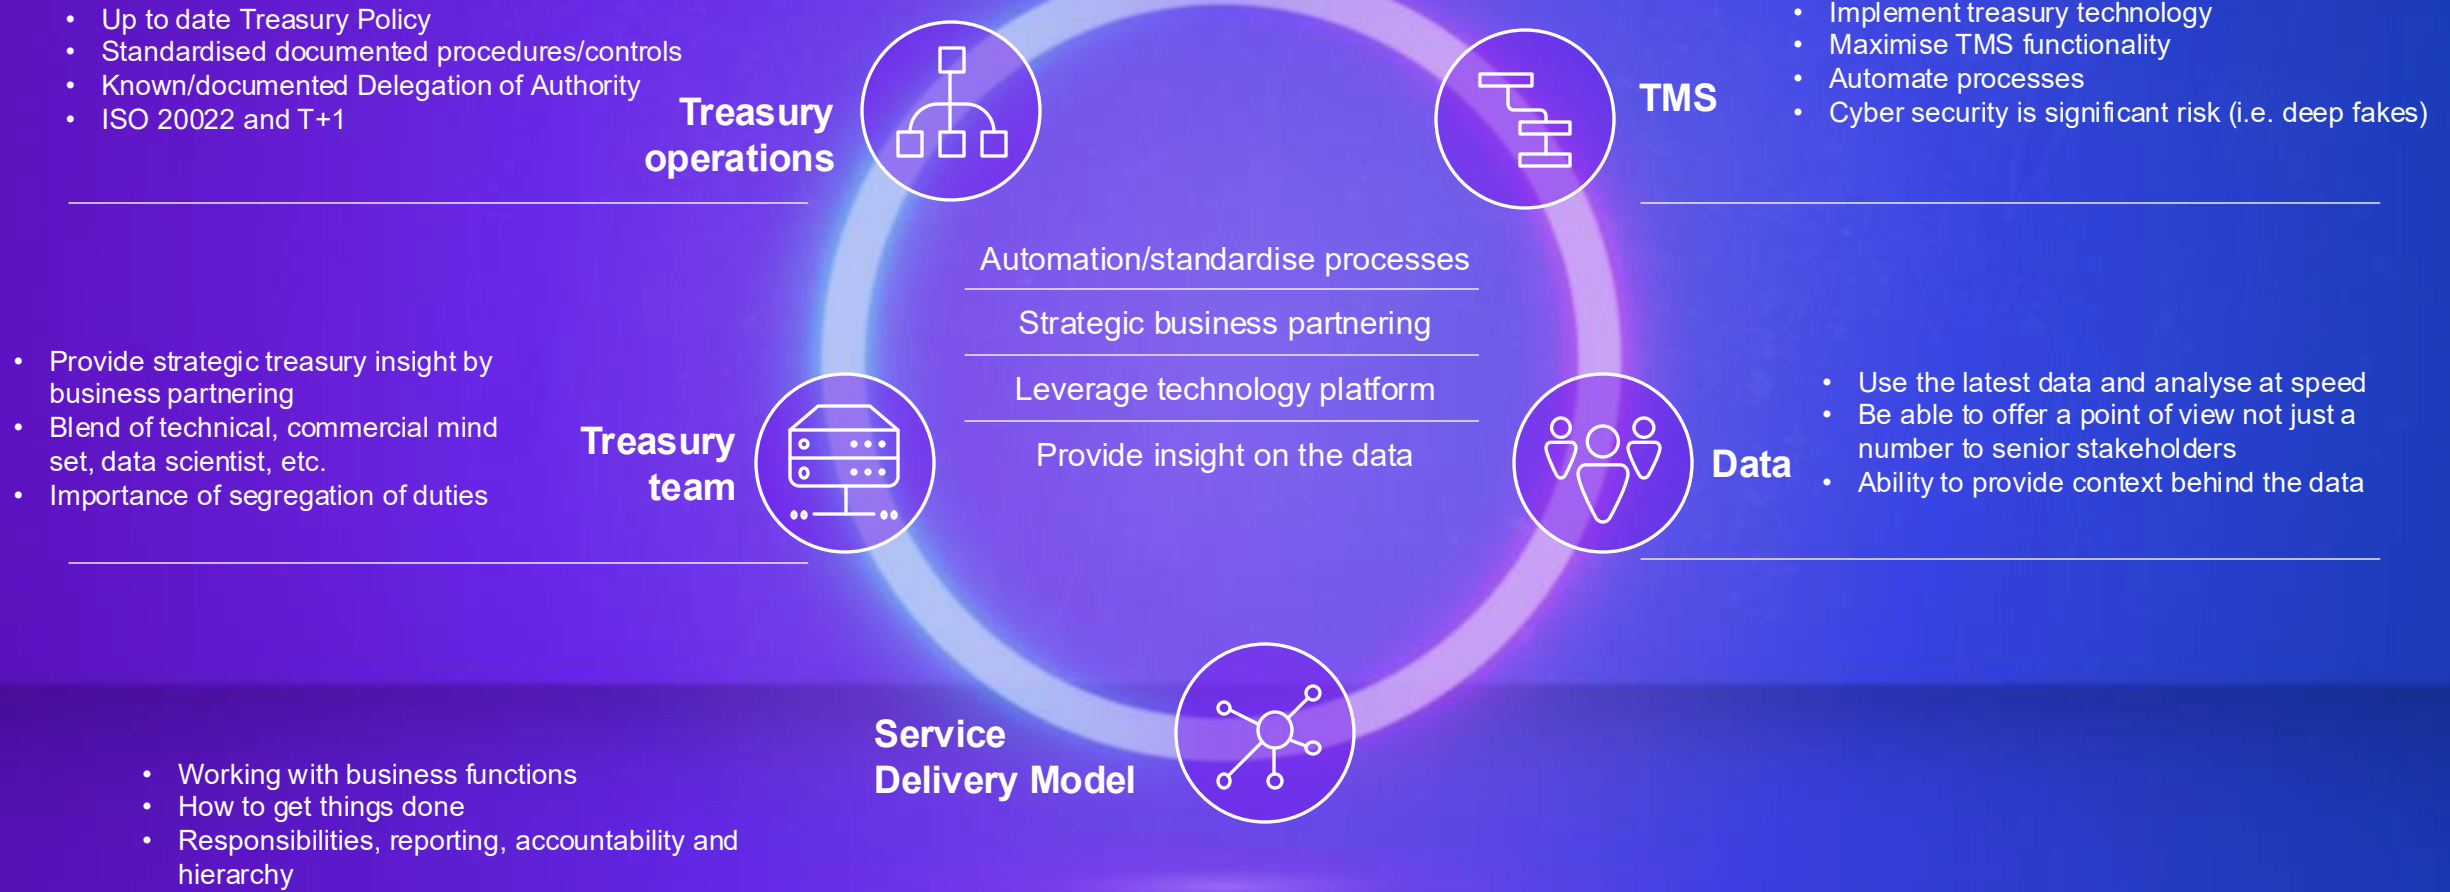 • Up to date Treasury Policy
• Standardised documented procedures/controls
• Known/documented Delegation of Authority
• ISO 20022 and T+1
Treasury
operations
TMS
• Implement treasury technology
• Maximise TMS functionality
• Automate processes
• Cyber security is significant risk (i.e. deep fakes)
Automation/standardise processes
Strategic business partnering
Leverage technology platform
Provide insight on the data
• Provide strategic treasury insight by
business partnering
• Blend of technical, commercial mind
set, data scientist, etc.
• Importance of segregation of duties
Treasury
team
Data
• Use the latest data and analyse at speed
• Be able to offer a point of view not just a
number to senior stakeholders
• Ability to provide context behind the data
Service
Delivery Model
• Working with business functions
• How to get things done
• Responsibilities, reporting, accountability and
hierarchy